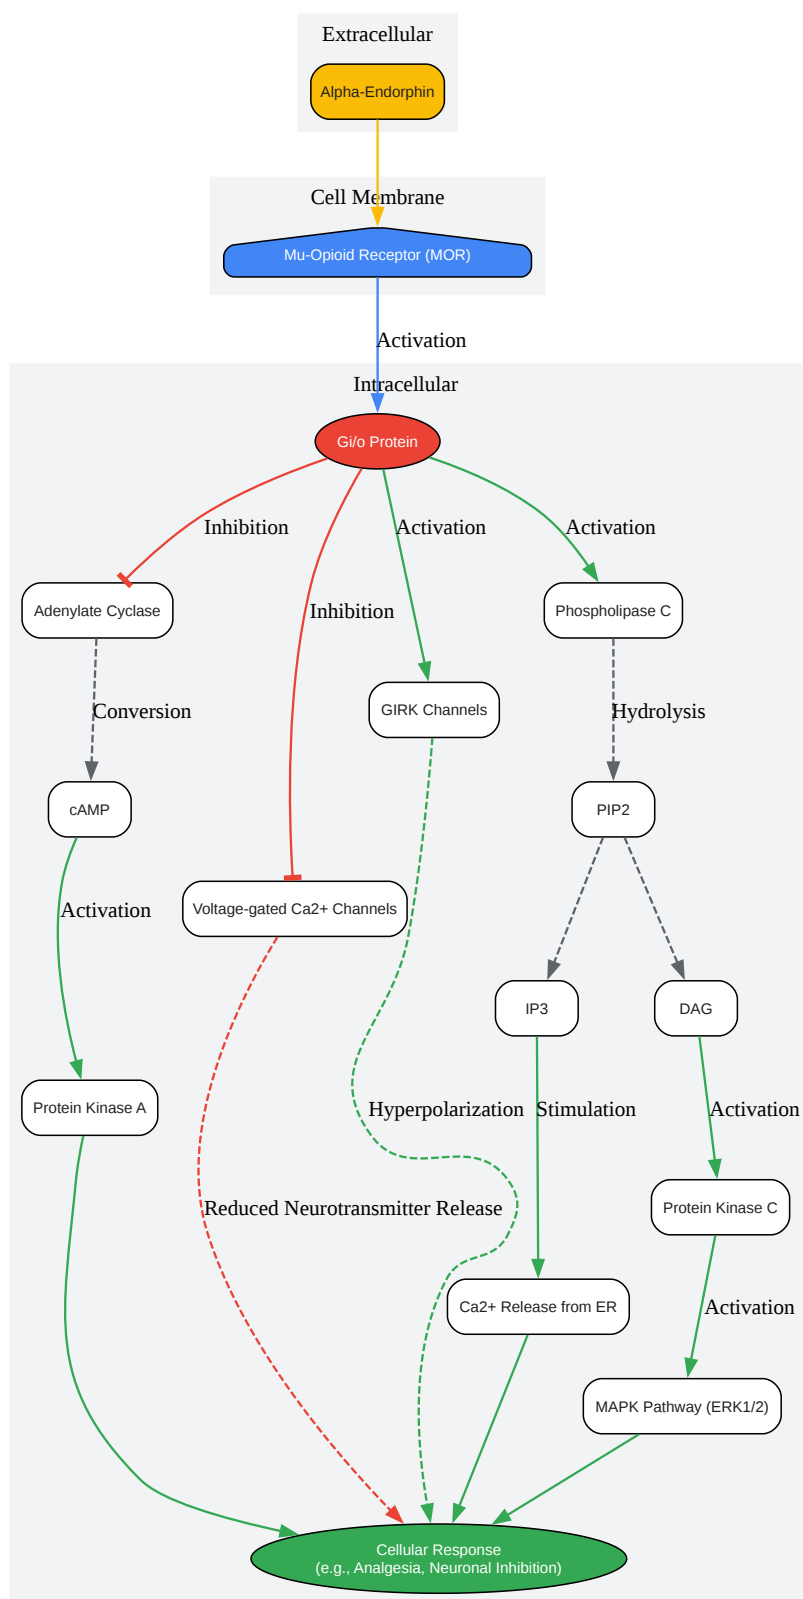 Extracellular
Alpha-Endorphin
Cell Membrane
Mu-Opioid Receptor (MOR)
Activation
Intracellular
Gi/o Protein
Inhibition
Activation
Activation
Inhibition
Adenylate Cyclase
Phospholipase C
Conversion
GIRK Channels
Hydrolysis
cAMP
PIP2
Activation
Voltage-gated Ca2+ Channels
IP3
DAG
Protein Kinase A
Hyperpolarization
Stimulation
Activation
Reduced Neurotransmitter Release
Protein Kinase C
Ca2+ Release from ER
Activation
MAPK Pathway (ERK1/2)
Cellular Response
(e.g., Analgesia, Neuronal Inhibition)